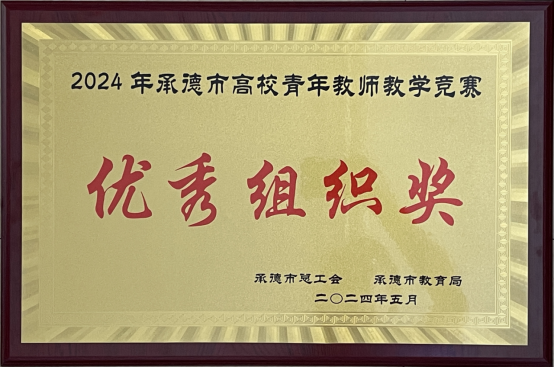 2024年承德市高校青年教师教学竞赛
优秀组织奖
承德市总工会 承德市教育局
二〇二四年五月